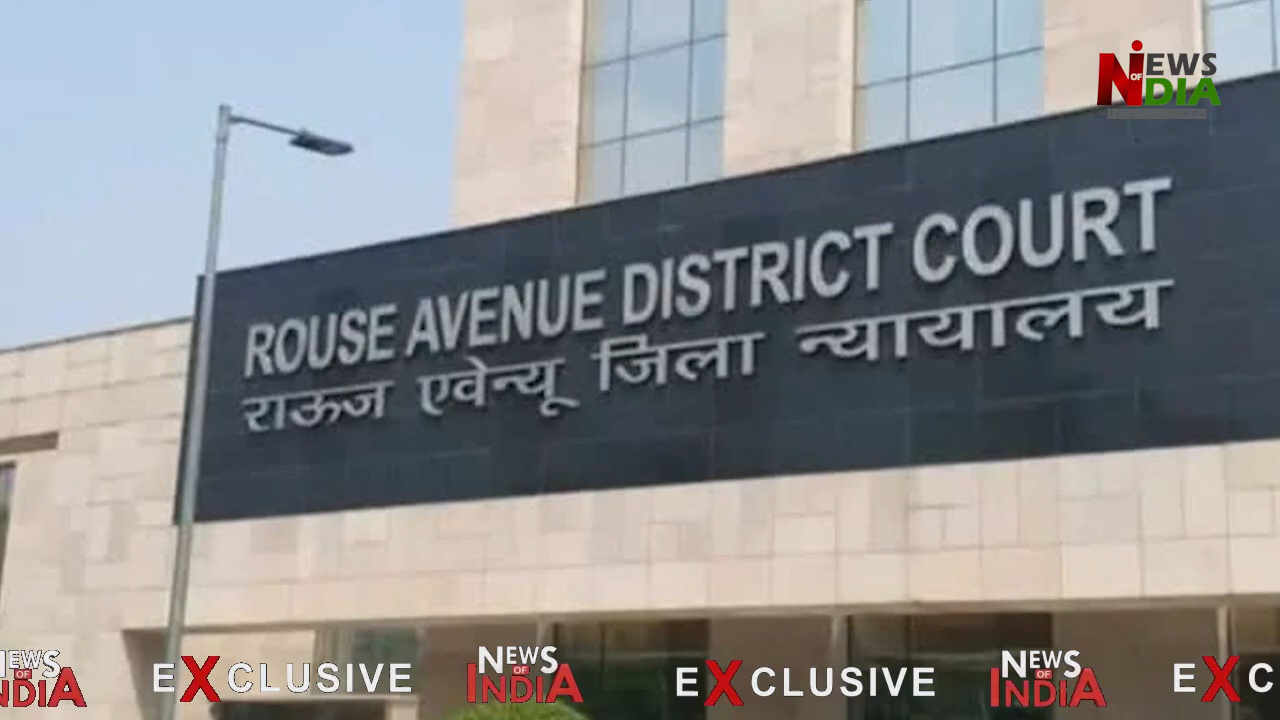 NEWS
OF
INDIA
ROUSE AVENUE DISTRICT COURT
राऊज एवेन्यू जिला न्यायालय
NEWS
OF
INDIA
EXCLUSIVE
NEWS
OF
INDIA
EXCLUSIVE
NEWS
OF
INDIA
EXC